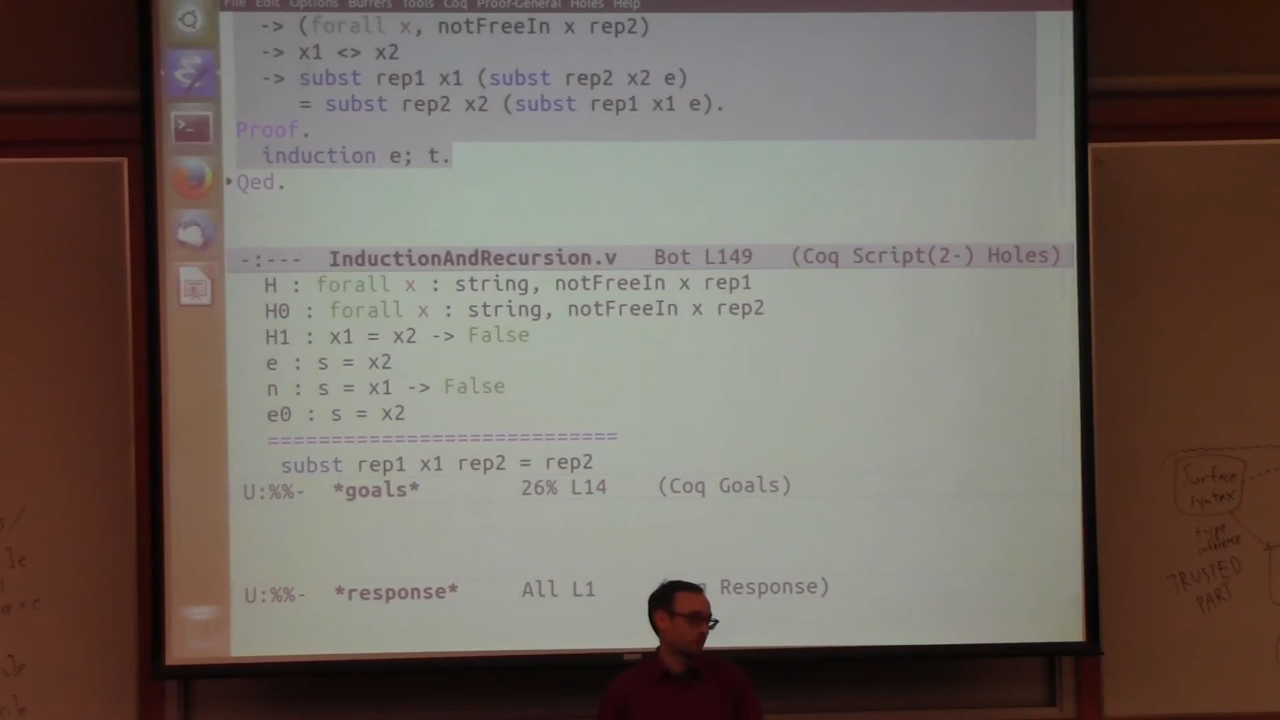 File Edit Options Buffers Tools Coq Proof-General Holes Help
-> (forall x, notFreeIn x rep2)
-> x1 <> x2
-> subst rep1 x1 (subst rep2 x2 e)
= subst rep2 x2 (subst rep1 x1 e).
Proof.
induction e; t.
Qed.
-:--- InductionAndRecursion.v Bot L149 (Coq Script(2-) Holes)
H : forall x : string, notFreeIn x rep1
H0 : forall x : string, notFreeIn x rep2
H1 : x1 = x2 -> False
e : s = x2
n : s = x1 -> False
e0 : s = x2
============================
subst rep1 x1 rep2 = rep2
U:%%- *goals* 26% L14 (Coq Goals)
U:%%- *response* All L1 Response)
Surface
syntax
type
inference
TRUSTED
PART